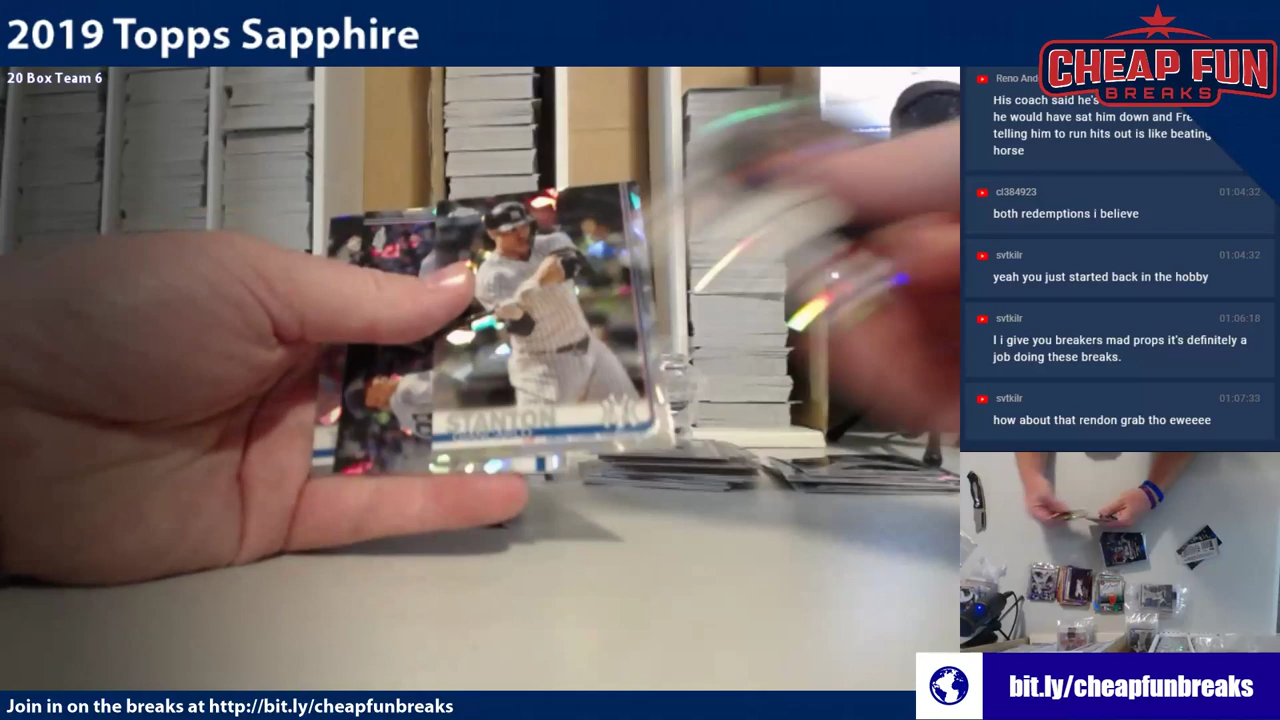 2019 Topps Sapphire
20 Box Team 6
CHEAP FUN
BREAKS
Reno And
His coach said he's
he would have sat him down and Fre
telling him to run hits out is like beating
horse
cl384923 01:04:32
both redemptions i believe
svtkilr 01:04:32
yeah you just started back in the hobby
svtkilr 01:06:18
I i give you breakers mad props it's definitely a
job doing these breaks.
svtkilr 01:07:33
how about that rendon grab tho eweeee
STANTON
GIANCARLO
bit.ly/cheapfunbreaks
Join in on the breaks at http://bit.ly/cheapfunbreaks